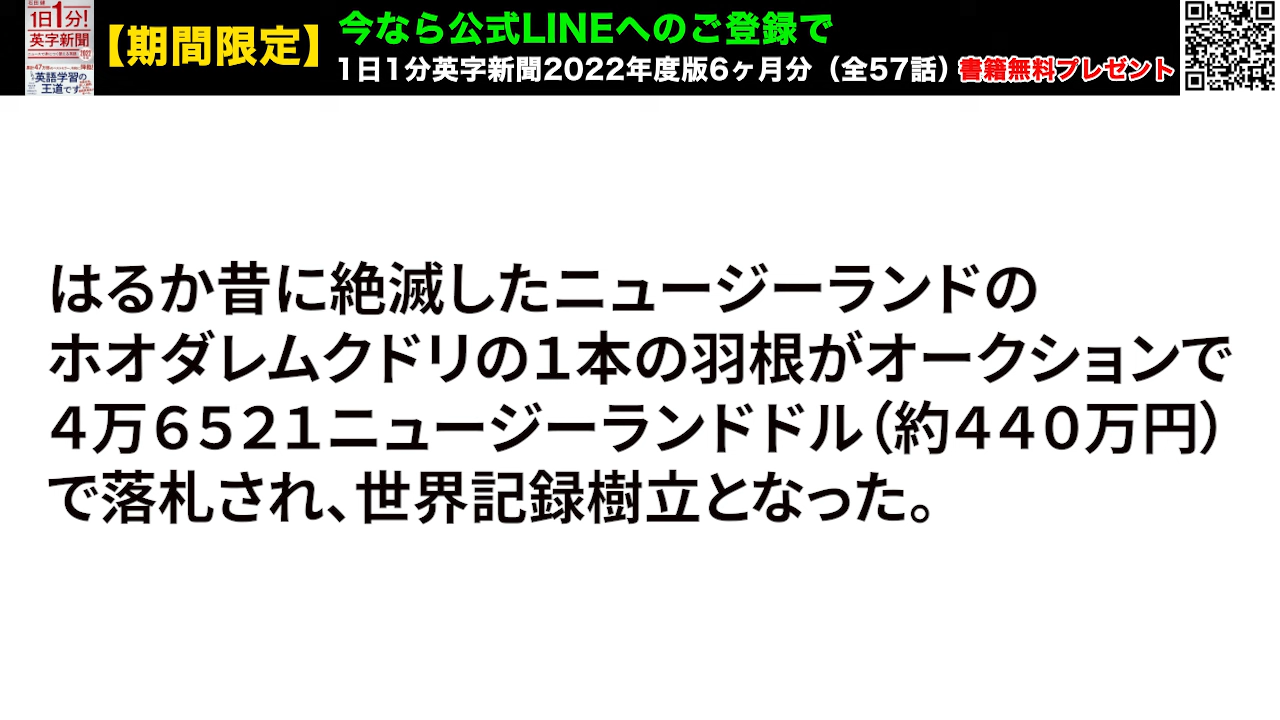 1日1分!
英字新聞
英語学習の
王道です
【期間限定】
今なら公式LINEへのご登録で
1日1分英字新聞2022年度版6ヶ月分（全57話）書籍無料プレゼント
はるか昔に絶滅したニュージーランドの
ホオダレムクドリの１本の羽根がオークションで
４万６５２１ニュージーランドドル（約４４０万円）
で落札され、世界記録樹立となった。